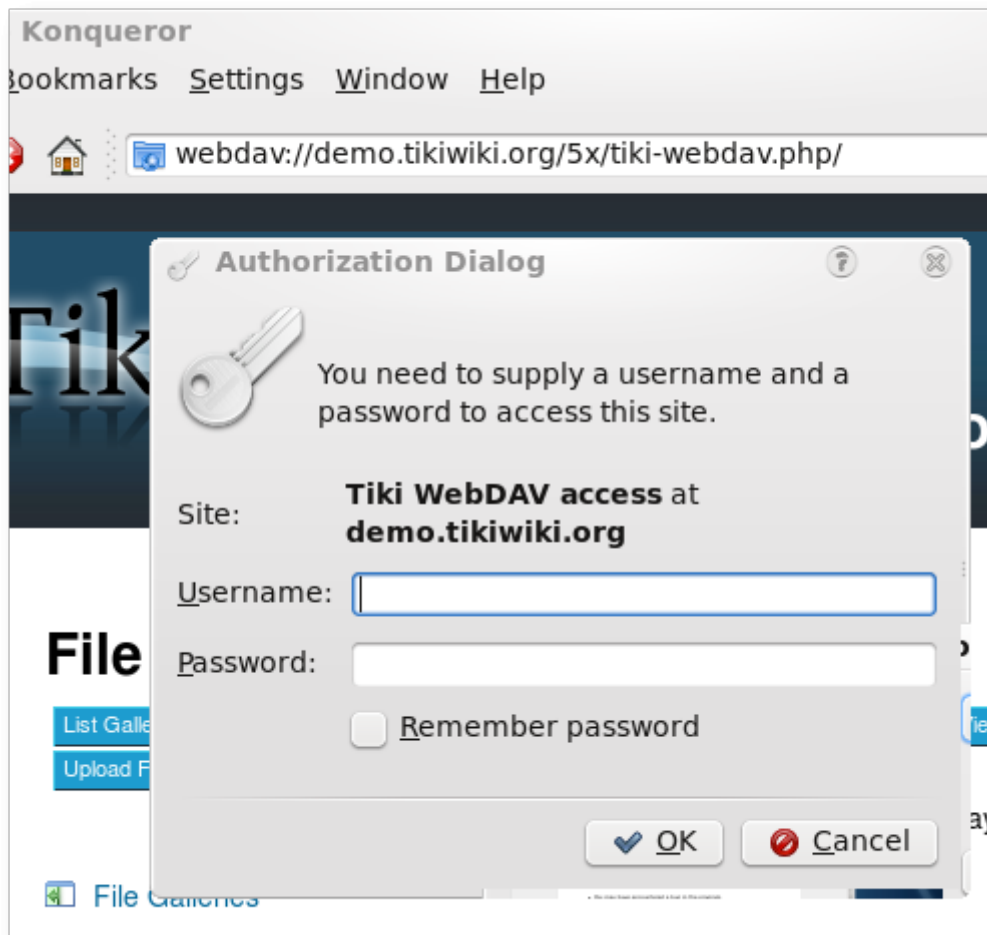 Konqueror
Bookmarks Settings Window Help
webdav://demo.tikiwiki.org/5x/tiki-webdav.php/
Authorization Dialog
Tik
You need to supply a username and a
password to access this site.
Site:
Tiki WebDAV access at
demo.tikiwiki.org
Username:
File
Password:
List Galle
Remember password
Upload F
OK Cancel
File Galleries